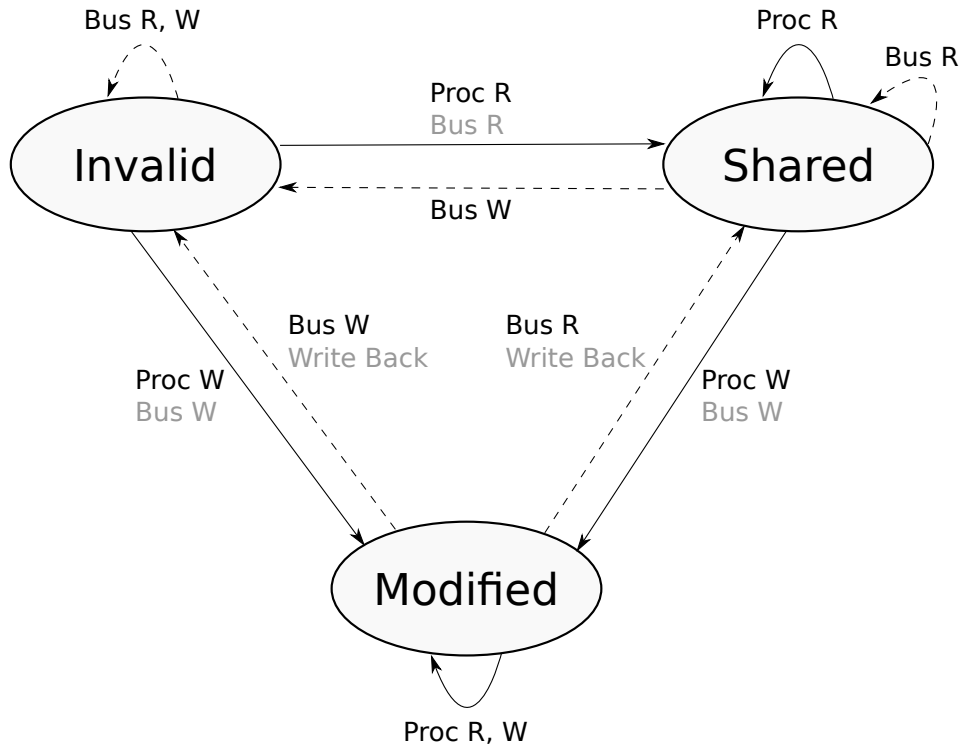 Bus R, W
Proc R
Bus R
Proc R
Bus R
Invalid
Shared
Bus W
Bus W
Write Back
Bus R
Write Back
Proc W
Bus W
Proc W
Bus W
Modified
Proc R, W